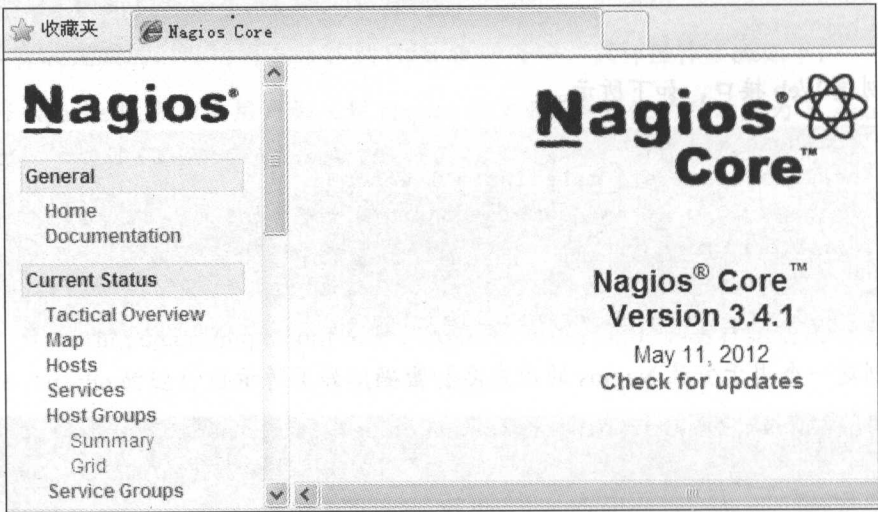 收藏夹
Nagios Core
Nagios®
General
Home
Documentation
Current Status
Tactical Overview
Map
Hosts
Services
Host Groups
Summary
Grid
Service Groups
Nagios®
Core™
Nagios® Core™
Version 3.4.1
May 11, 2012
Check for updates